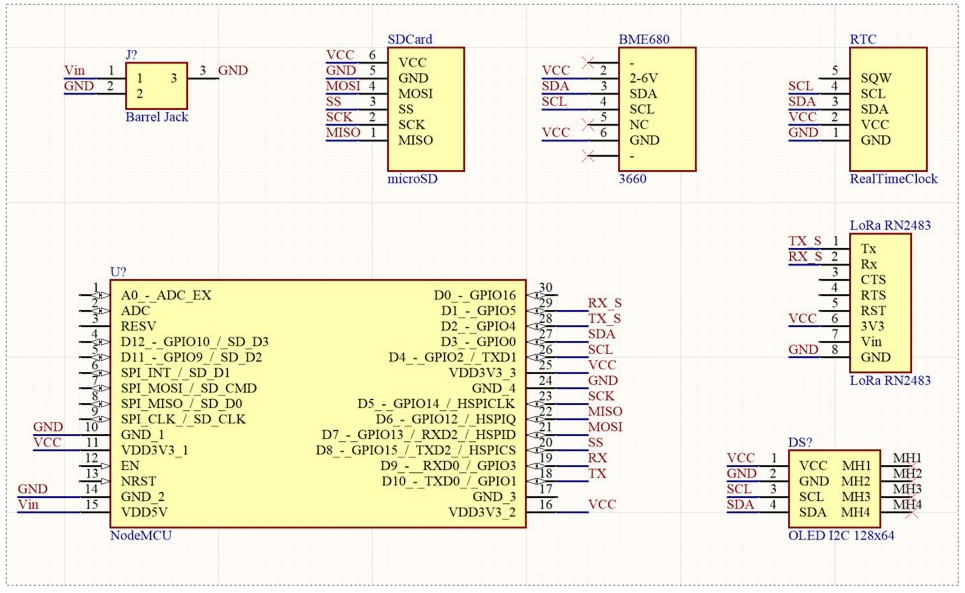 J?
Vin 1 1 3 3 GND
GND 2 2
Barrel Jack
SDCard
VCC 6 VCC
GND 5 GND
MOSI 4 MOSI
SS 3 SS
SCK 2 SCK
MISO 1 MISO
microSD
BME680
-
VCC 2 2-6V
SDA 3 SDA
SCL 4 SCL
5 NC
VCC 6 GND
-
3660
RTC
5 SQW
SCL 4 SCL
SDA 3 SDA
VCC 2 VCC
GND 1 GND
RealTimeClock
LoRa RN2483
TX_S 1 Tx
RX_S 2 Rx
3 CTS
4 RTS
5 RST
VCC 6 3V3
7 Vin
GND 8 GND
LoRa RN2483
U?
1 A0_-_ADC_EX D0_-_GPIO16 30
2 ADC D1_-_GPIO5 29 RX_S
3 RESV D2_-_GPIO4 28 TX_S
4 D12_-_GPIO10_/_SD_D3 D3_-_GPIO0 27 SDA
5 D11_-_GPIO9_/_SD_D2 D4_-_GPIO2_/_TXD1 26 SCL
6 SPI_INT_/_SD_D1 VDD3V3_3 25 VCC
7 SPI_MOSI_/_SD_CMD GND_4 24 GND
8 SPI_MISO_/_SD_D0 D5_-_GPIO14_/_HSPICLK 23 SCK
9 SPI_CLK_/_SD_CLK D6_-_GPIO12_/_HSPIQ 22 MISO
GND 10 GND_1 D7_-_GPIO13_/_RXD2_/_HSPID 21 MOSI
VCC 11 VDD3V3_1 D8_-_GPIO15_/_TXD2_/_HSPICS 20 SS
12 EN D9_-__RXD0_/_GPIO3 19 RX
13 NRST D10_-_TXD0_/_GPIO1 18 TX
GND 14 GND_2 GND_3 17
Vin 15 VDD5V VDD3V3_2 16 VCC
NodeMCU
DS?
VCC 1 VCC MH1 MH1
GND 2 GND MH2 MH2
SCL 3 SCL MH3 MH3
SDA 4 SDA MH4 MH4
OLED I2C 128x64